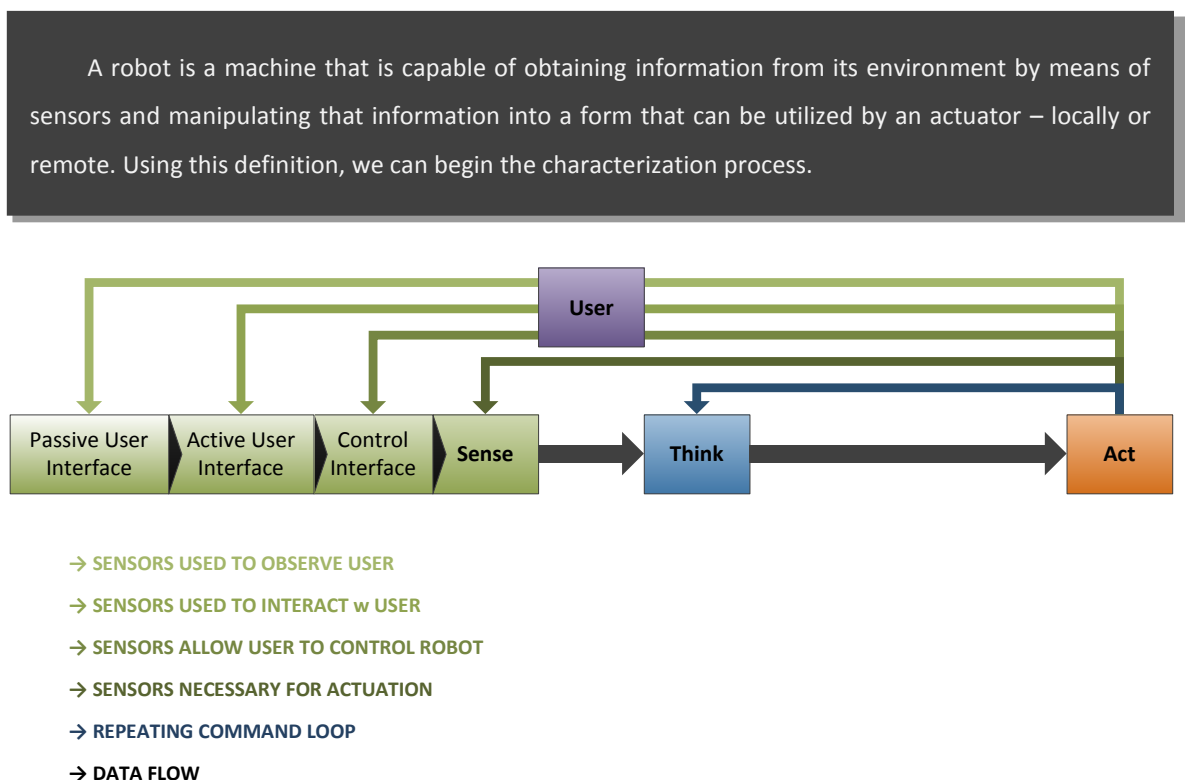 A robot is a machine that is capable of obtaining information from its environment by means of
sensors and manipulating that information into a form that can be utilized by an actuator – locally or
remote. Using this definition, we can begin the characterization process.
User
Passive User
Interface
Active User
Interface
Control
Interface
Sense
Think
Act
→ SENSORS USED TO OBSERVE USER
→ SENSORS USED TO INTERACT w USER
→ SENSORS ALLOW USER TO CONTROL ROBOT
→ SENSORS NECESSARY FOR ACTUATION
→ REPEATING COMMAND LOOP
→ DATA FLOW